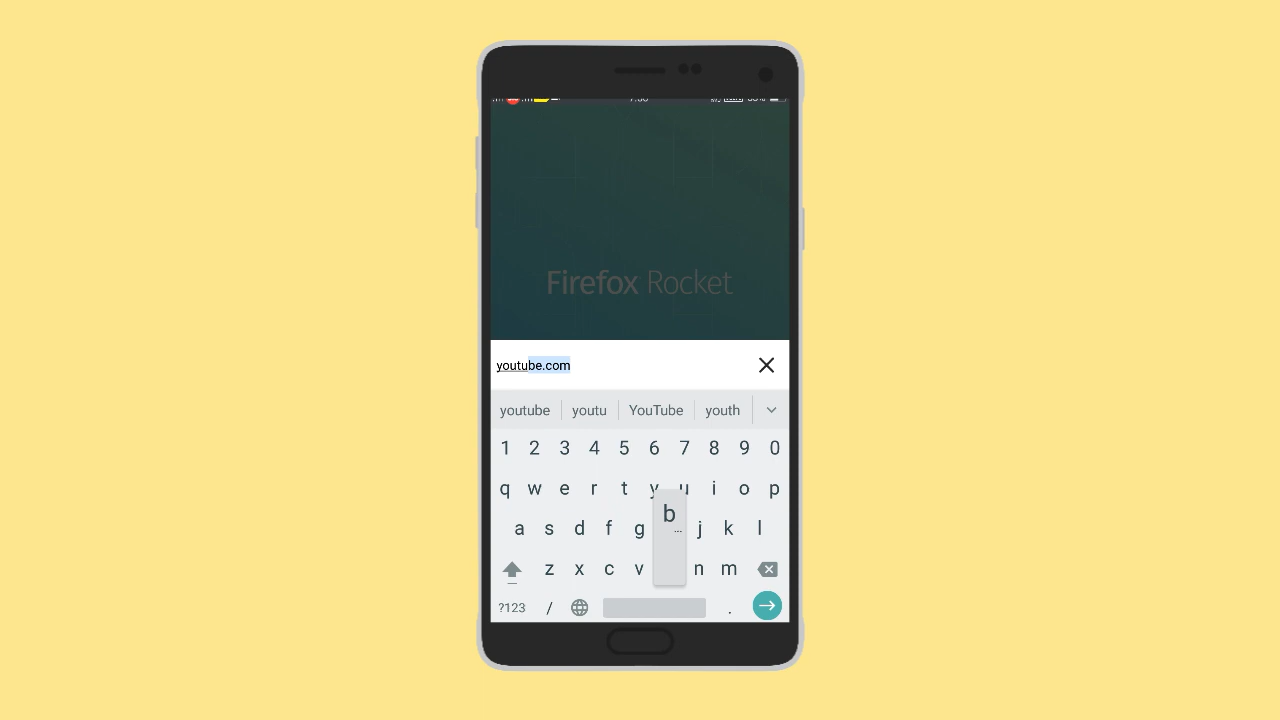 Firefox Rocket
youtube.com
youtube youtu YouTube youth
1 2 3 4 5 6 7 8 9 0
q w e r t y u i o p
a s d f g j k l
b
...
z x c v n m
?123 / .